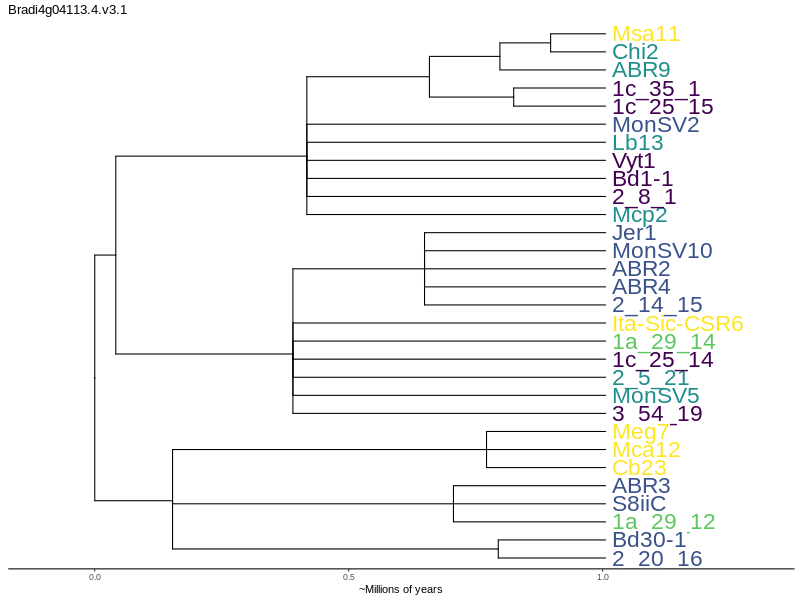 Bradi4g04113.4.v3.1
Msa11
Chi2
ABR9
1c_35_1
1c_25_15
MonSV2
Lb13
Vyt1
Bd1-1
2_8_1
Mcp2
Jer1
MonSV10
ABR2
ABR4
2_14_15
Ita-Sic-CSR6
1a_29_14
1c_25_14
2_5_21
MonSV5
3_54_19
Meg7
Mca12
Cb23
ABR3
S8iiC
1a_29_12
Bd30-1
2_20_16
0.0 0.5 1.0
~Millions of years